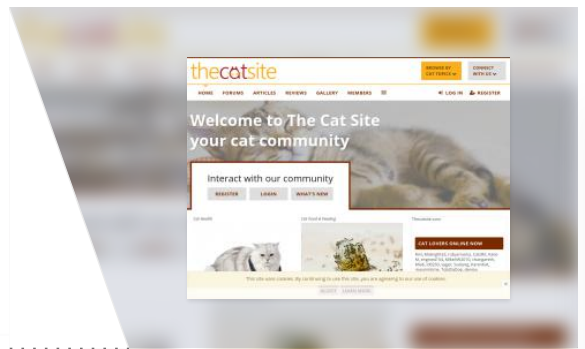 thecatsite
BROWSE BY
CAT TOPICS
CONNECT
WITH US
HOME FORUMS ARTICLES REVIEWS GALLERY MEMBERS
LOG IN REGISTER
Welcome to The Cat Site
your cat community
Interact with our community
REGISTER LOGIN WHAT'S NEW
Cat Health
Cat Food & Feeding
CAT LOVERS ONLINE NOW
This site uses cookies. By continuing to use this site, you are agreeing to our use of cookies.
ACCEPT LEARN MORE